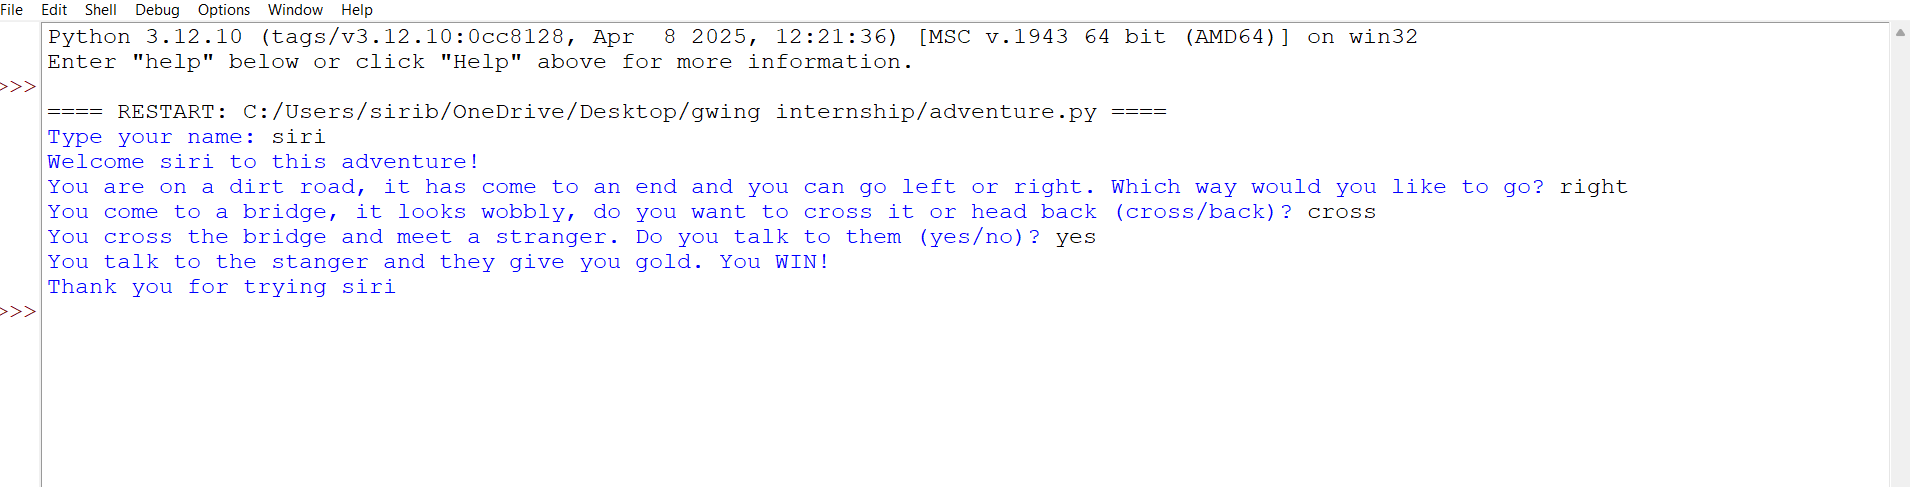 File Edit Shell Debug Options Window Help
Python 3.12.10 (tags/v3.12.10:0cc8128, Apr  8 2025, 12:21:36) [MSC v.1943 64 bit (AMD64)] on win32
Enter "help" below or click "Help" above for more information.
>>>
==== RESTART: C:/Users/sirib/OneDrive/Desktop/gwing internship/adventure.py ====
Type your name: siri
Welcome siri to this adventure!
You are on a dirt road, it has come to an end and you can go left or right. Which way would you like to go? right
You come to a bridge, it looks wobbly, do you want to cross it or head back (cross/back)? cross
You cross the bridge and meet a stranger. Do you talk to them (yes/no)? yes
You talk to the stanger and they give you gold. You WIN!
Thank you for trying siri
>>>